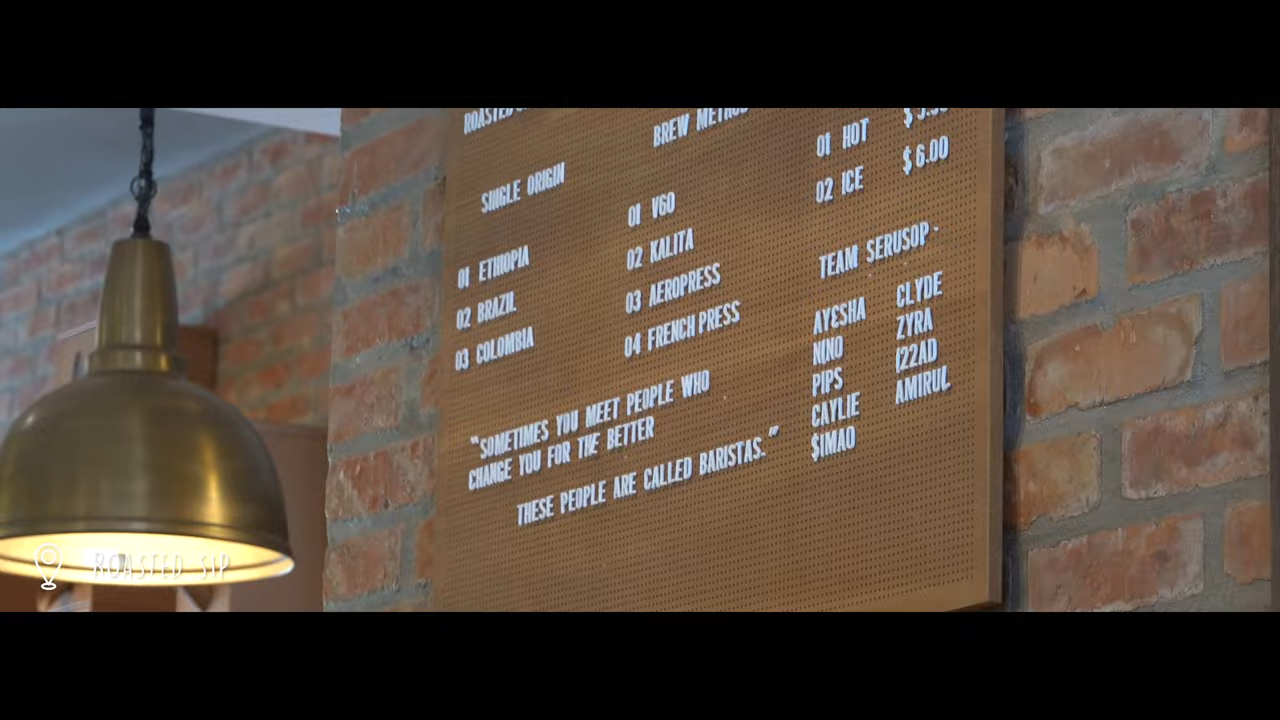 BREW METHOD
SINGLE ORIGIN
01 ETHIOPIA
02 BRAZIL
03 COLOMBIA
01 V60
02 KALITA
03 AEROPRESS
04 FRENCH PRESS
01 HOT
02 ICE $6.00
TEAM SERUSOP -
AYESHA CLYDE
NINO ZYRA
PIPS I22AD
CAYLIE AMIRUL
$IMAO
"SOMETIMES YOU MEET PEOPLE WHO
CHANGE YOU FOR THE BETTER
THESE PEOPLE ARE CALLED BARISTAS."
ROASTED SIP